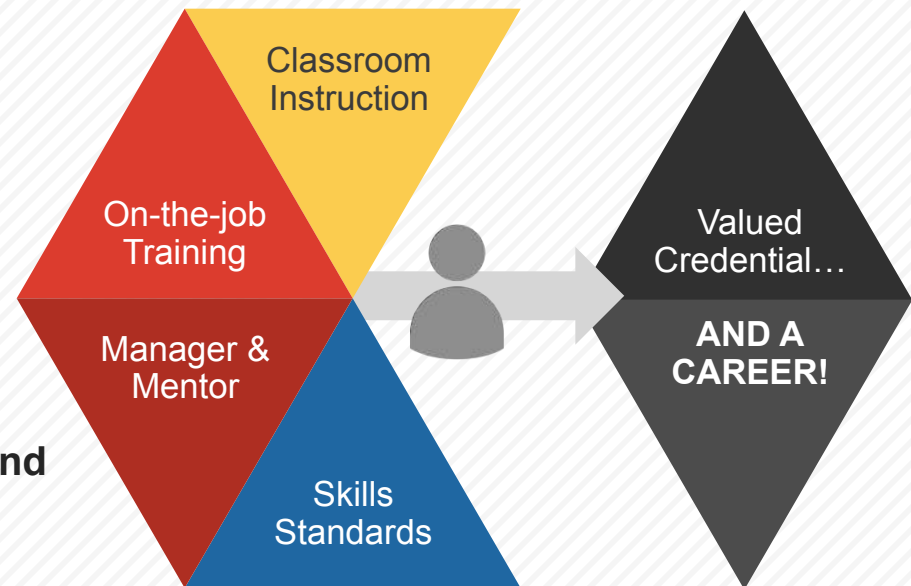 Classroom
Instruction
On-the-job
Training
Valued
Credential…
Manager &
Mentor
AND A
CAREER!
nd
Skills
Standards